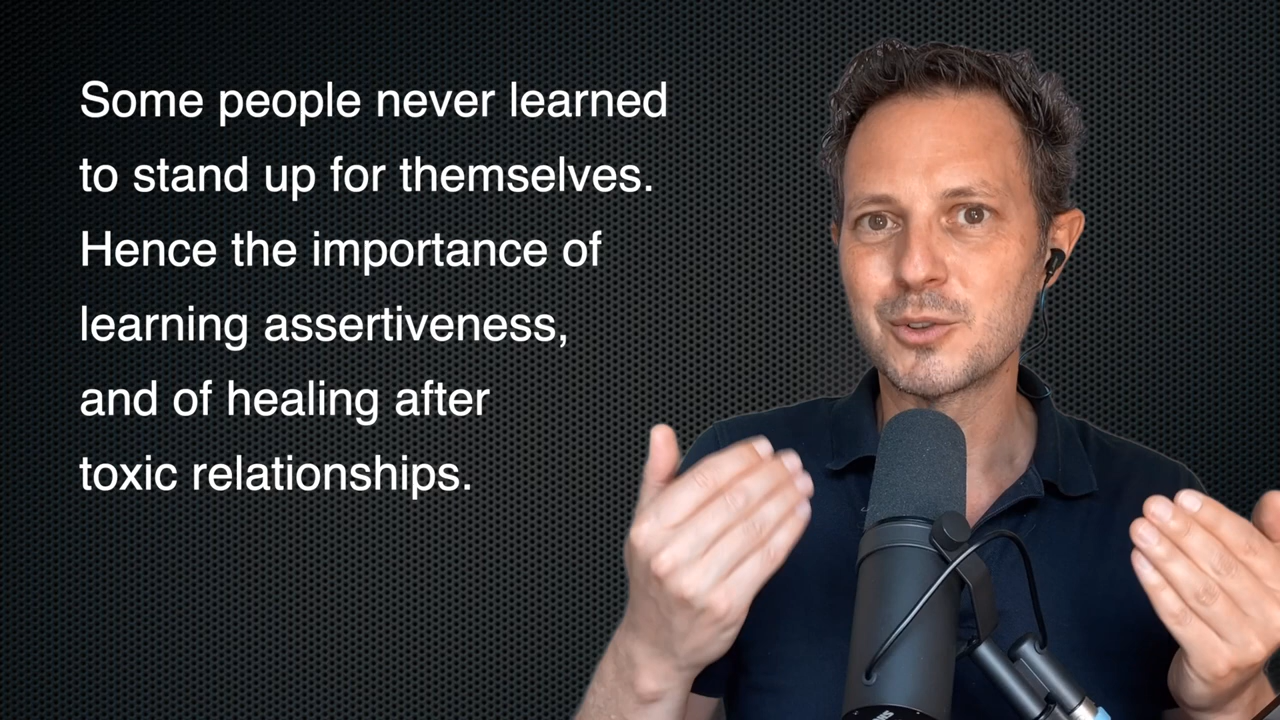 Some people never learned
to stand up for themselves.
Hence the importance of
learning assertiveness,
and of healing after
toxic relationships.